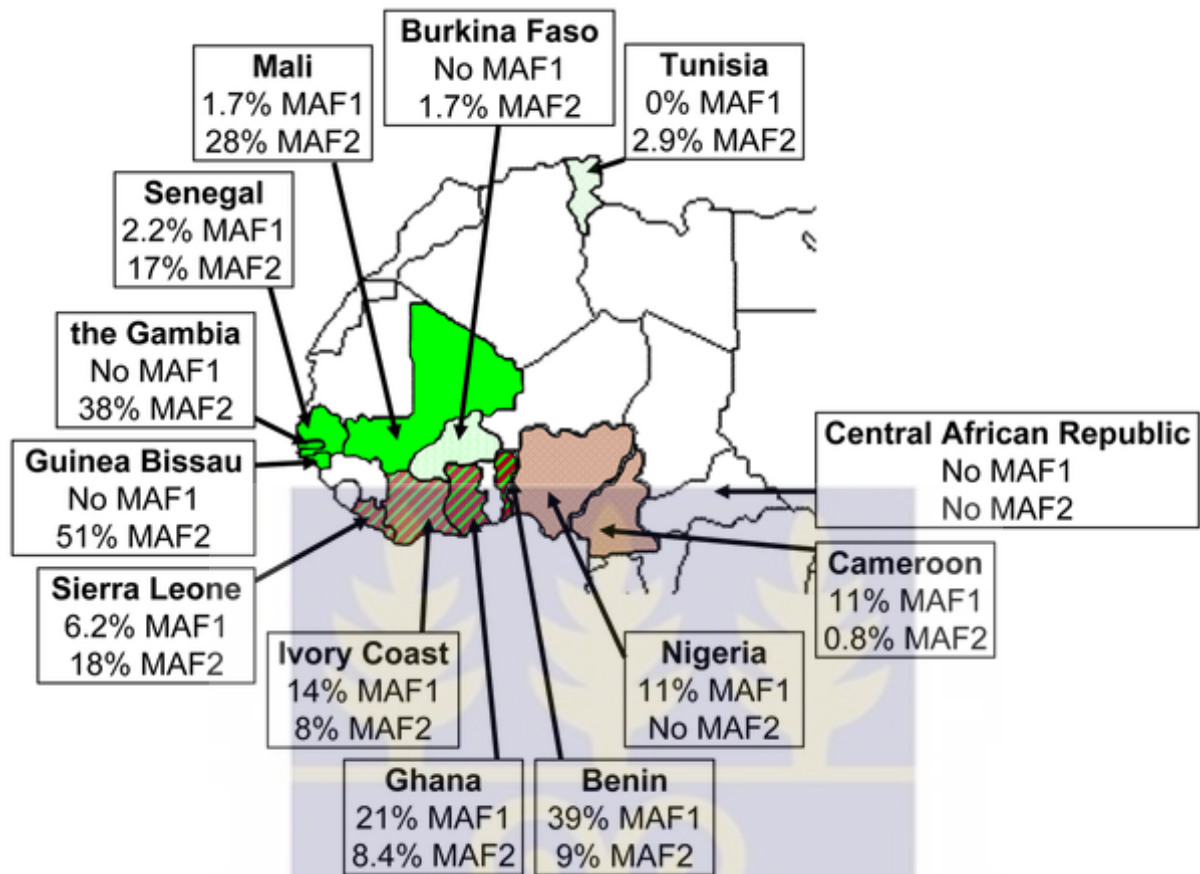 Burkina Faso
No MAF1
1.7% MAF2
Mali
1.7% MAF1
28% MAF2
Tunisia
0% MAF1
2.9% MAF2
Senegal
2.2% MAF1
17% MAF2
the Gambia
No MAF1
38% MAF2
Guinea Bissau
No MAF1
51% MAF2
Central African Republic
No MAF1
No MAF2
Sierra Leone
6.2% MAF1
18% MAF2
Cameroon
11% MAF1
0.8% MAF2
Ivory Coast
14% MAF1
8% MAF2
Nigeria
11% MAF1
No MAF2
Ghana
21% MAF1
8.4% MAF2
Benin
39% MAF1
9% MAF2